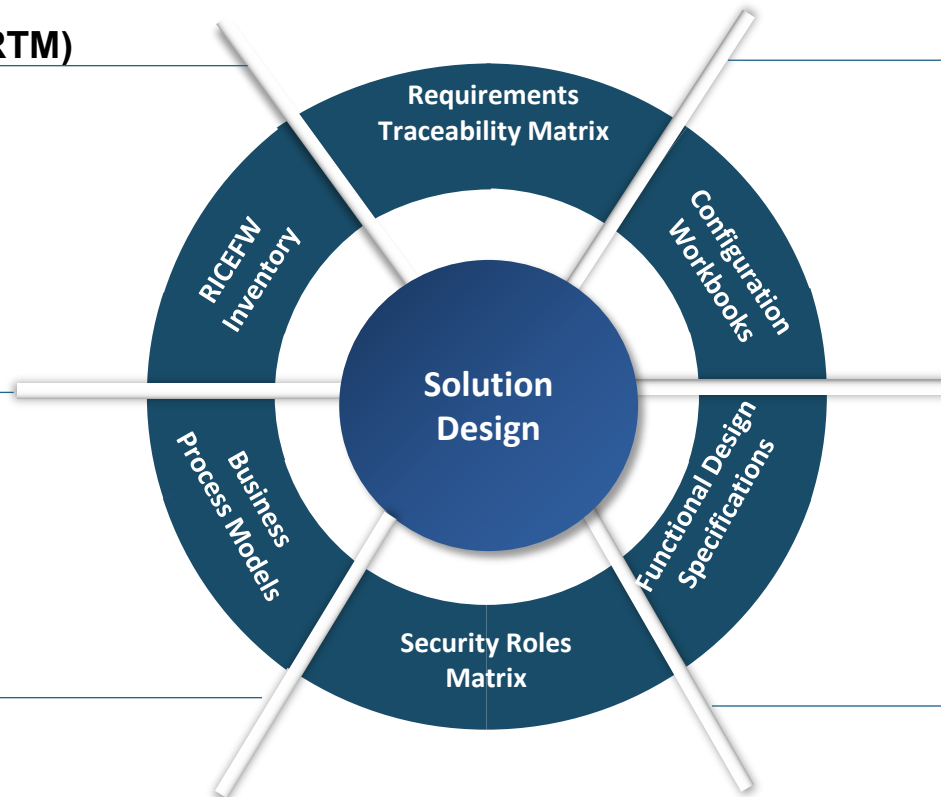 RTM)
Requirements
Traceability Matrix
RICEFW
Inventory
Configuration
Workbooks
Solution
Design
Business
Process Models
Functional Design
Specifications
Security Roles
Matrix